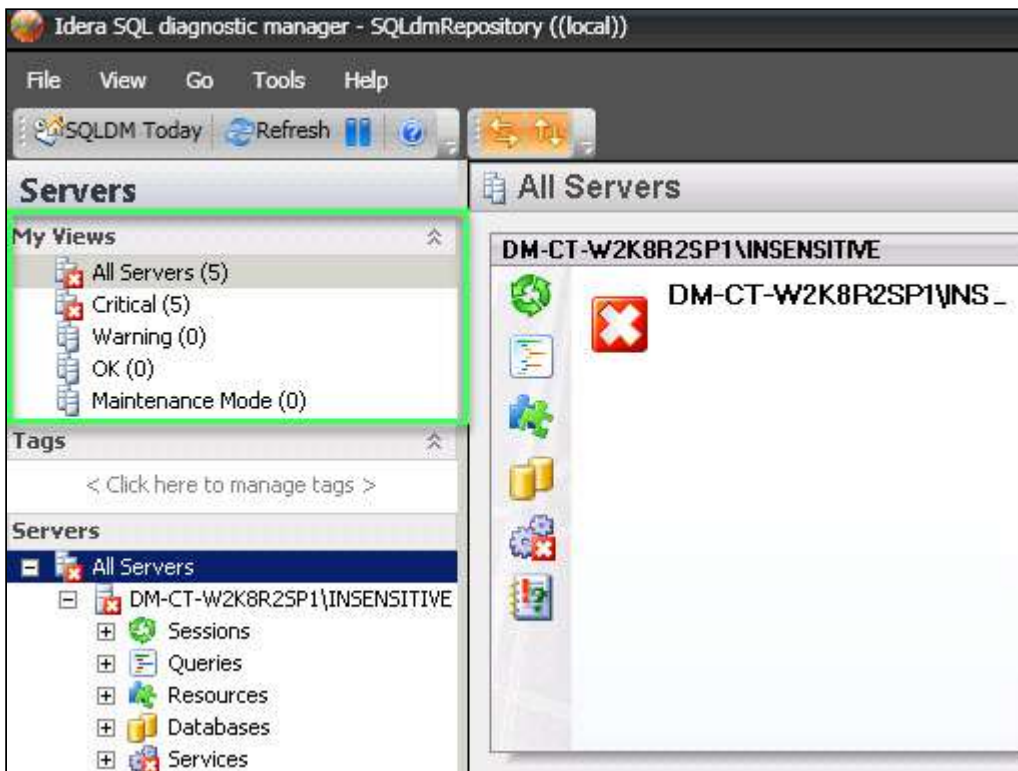 Idera SQL diagnostic manager - SQLdmRepository ((local))
File View Go Tools Help
SQLDM Today Refresh
Servers
My Views
All Servers (5)
Critical (5)
Warning (0)
OK (0)
Maintenance Mode (0)
Tags
< Click here to manage tags >
Servers
All Servers
DM-CT-W2K8R2SP1\INSENSITIVE
Sessions
Queries
Resources
Databases
Services
All Servers
DM-CT-W2K8R2SP1\INSENSITIVE
DM-CT-W2K8R2SP1\INS...